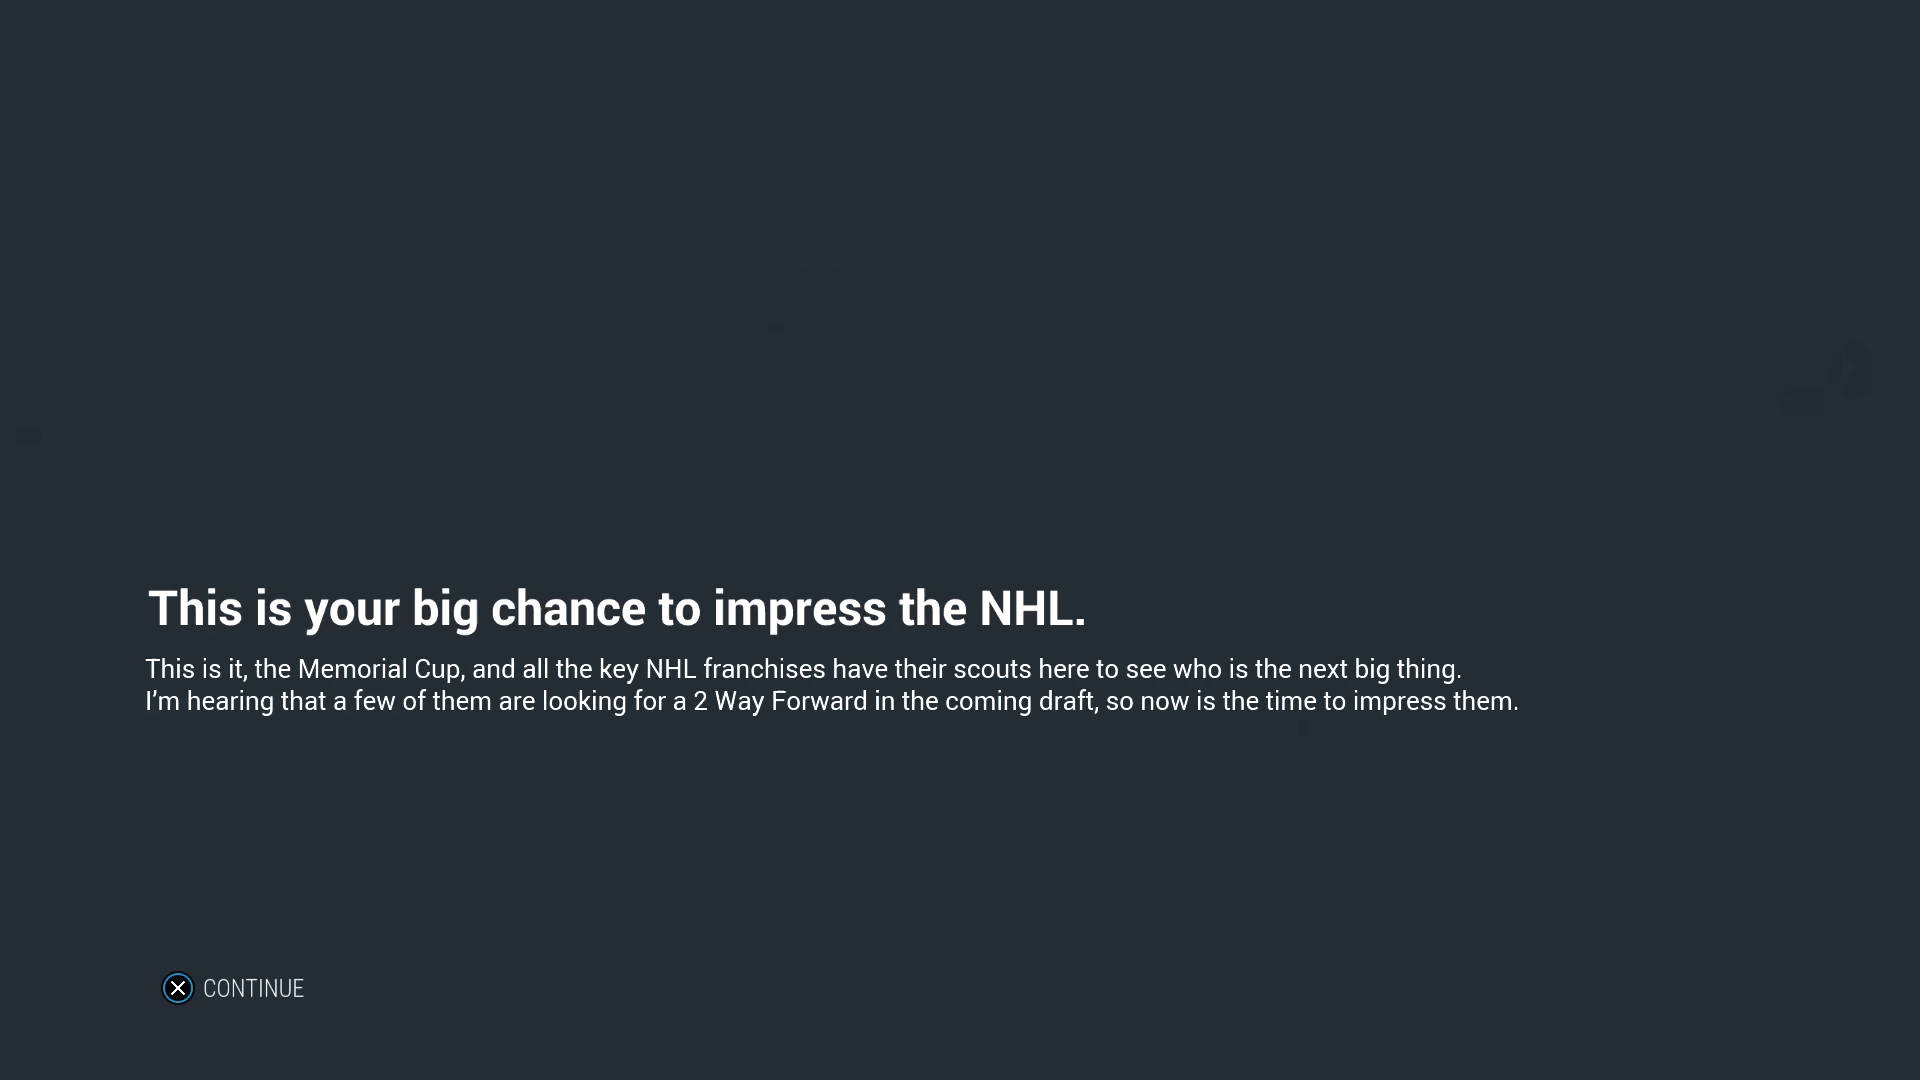 This is your big chance to impress the NHL.
This is it, the Memorial Cup, and all the key NHL franchises have their scouts here to see who is the next big thing.
I’m hearing that a few of them are looking for a 2 Way Forward in the coming draft, so now is the time to impress them.
CONTINUE